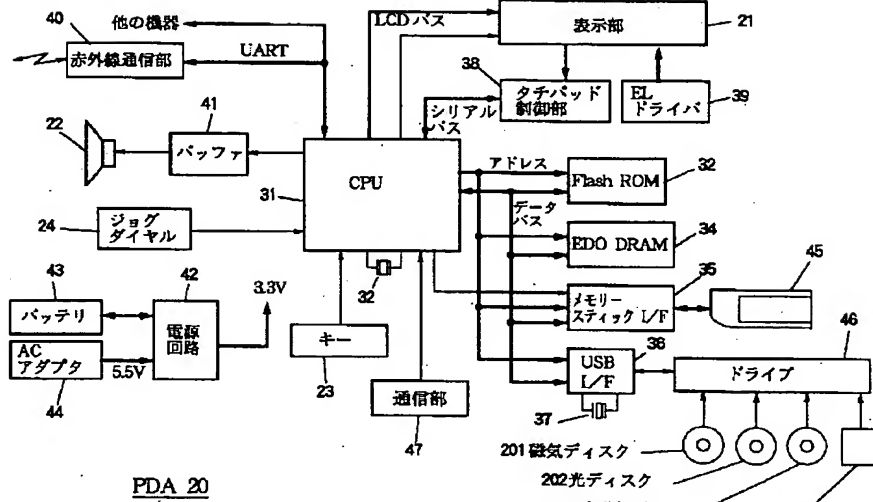 40
他の機器
LCDバス
表示部
21
赤外線通信部
UART
38
タチパッド
制御部
EL
ドライバ
39
シリアル
バス
22
41
バッファ
31
CPU
アドレス
Flash ROM
32
24
ジョグ
ダイヤル
データ
バス
EDO DRAM
34
32
35
45
43
42
3.3V
メモリー
スティック I/F
バッテリ
電源
回路
キー
46
AC
アダプタ
5.5V
23
USB
I/F
36
ドライブ
44
通信部
37
47
201磁気ディスク
202光ディスク
PDA 20